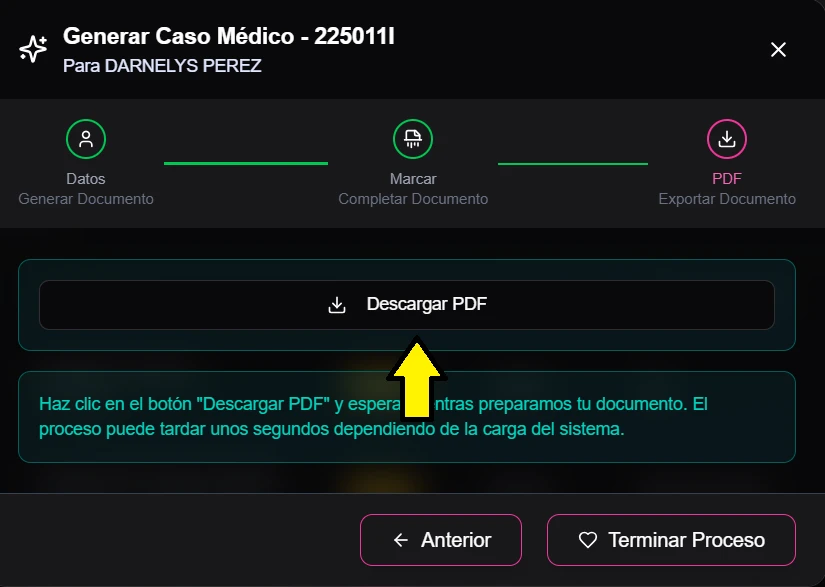 Generar Caso Médico - 225011I
Para DARNELYS PEREZ
Datos
Generar Documento
Marcar
Completar Documento
PDF
Exportar Documento
Descargar PDF
Haz clic en el botón "Descargar PDF" y espera ntras preparamos tu documento. El
proceso puede tardar unos segundos dependiendo de la carga del sistema.
Anterior
Terminar Proceso